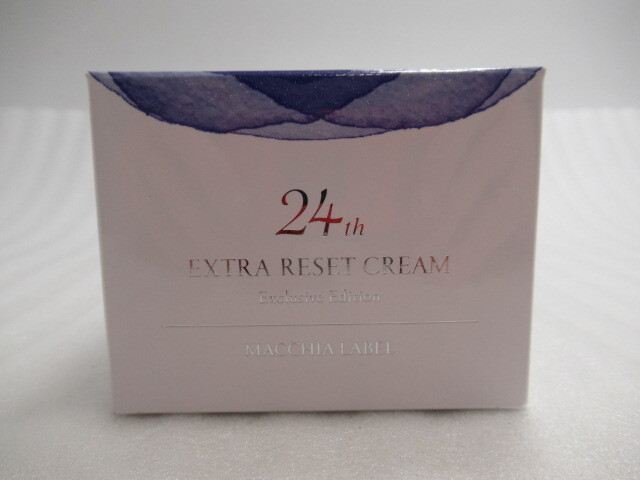 24th
EXTRA RESET CREAM
Exclusive Edition
MACCHIA LABEL